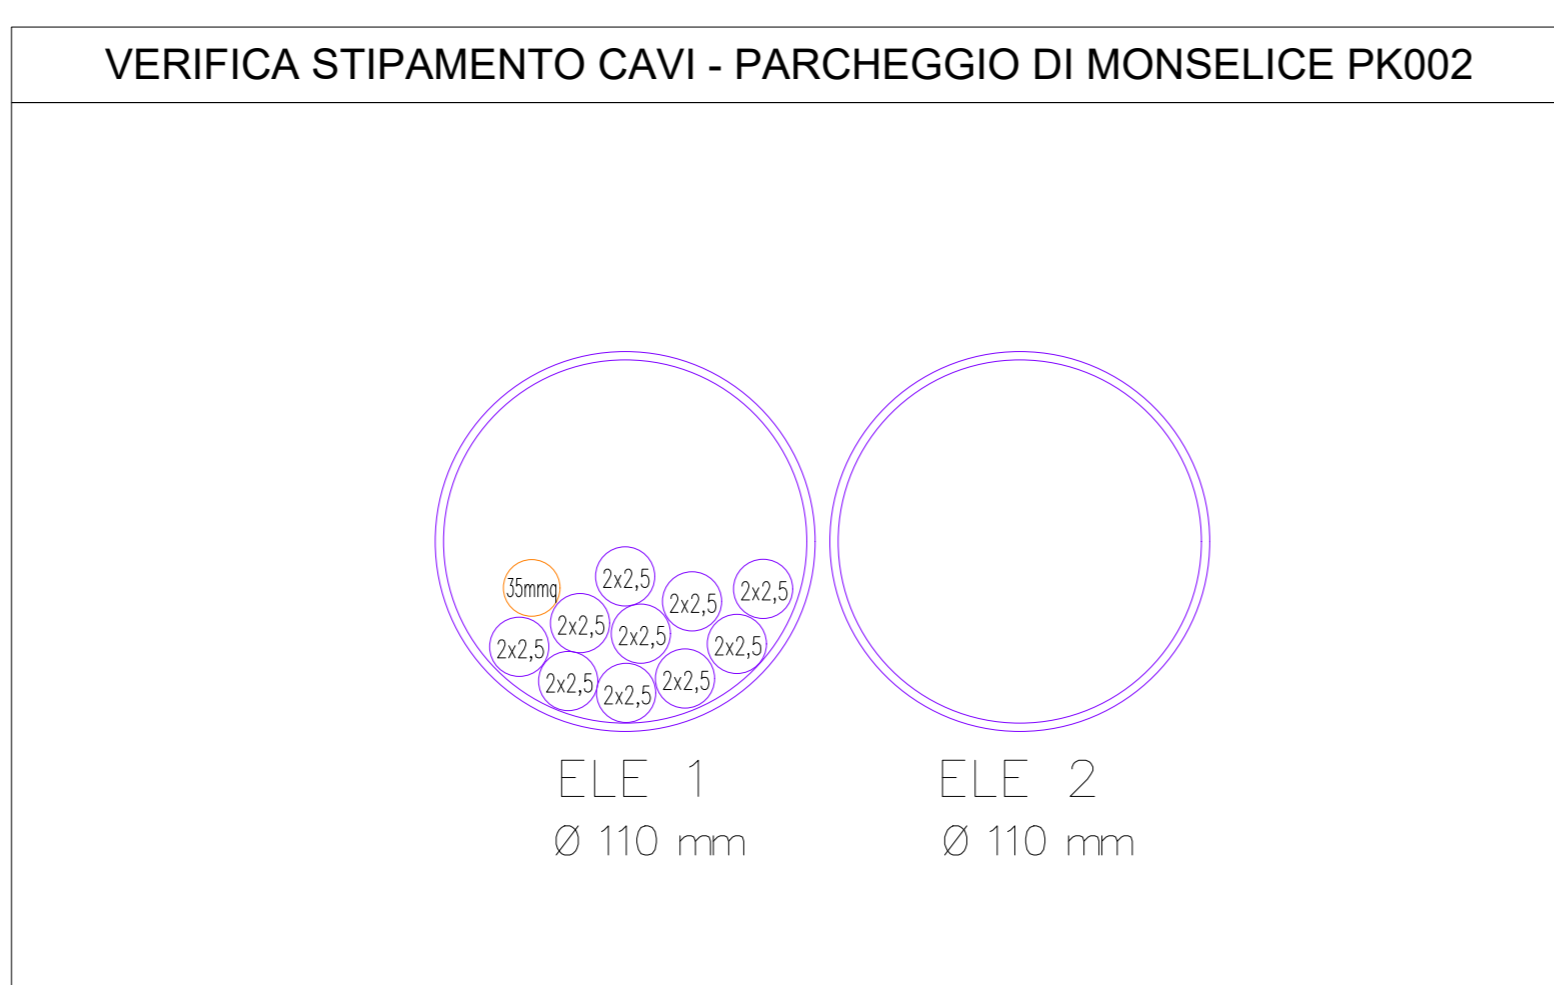 VERIFICA STIPAMENTO CAVI - PARCHEGGIO DI MONSELICE PK002
35mmq
2x2,5
2x2,5
2x2,5
2x2,5
2x2,5
2x2,5
2x2,5
2x2,5
2x2,5
2x2,5
ELE 1
ELE 2
Ø 110 mm
Ø 110 mm